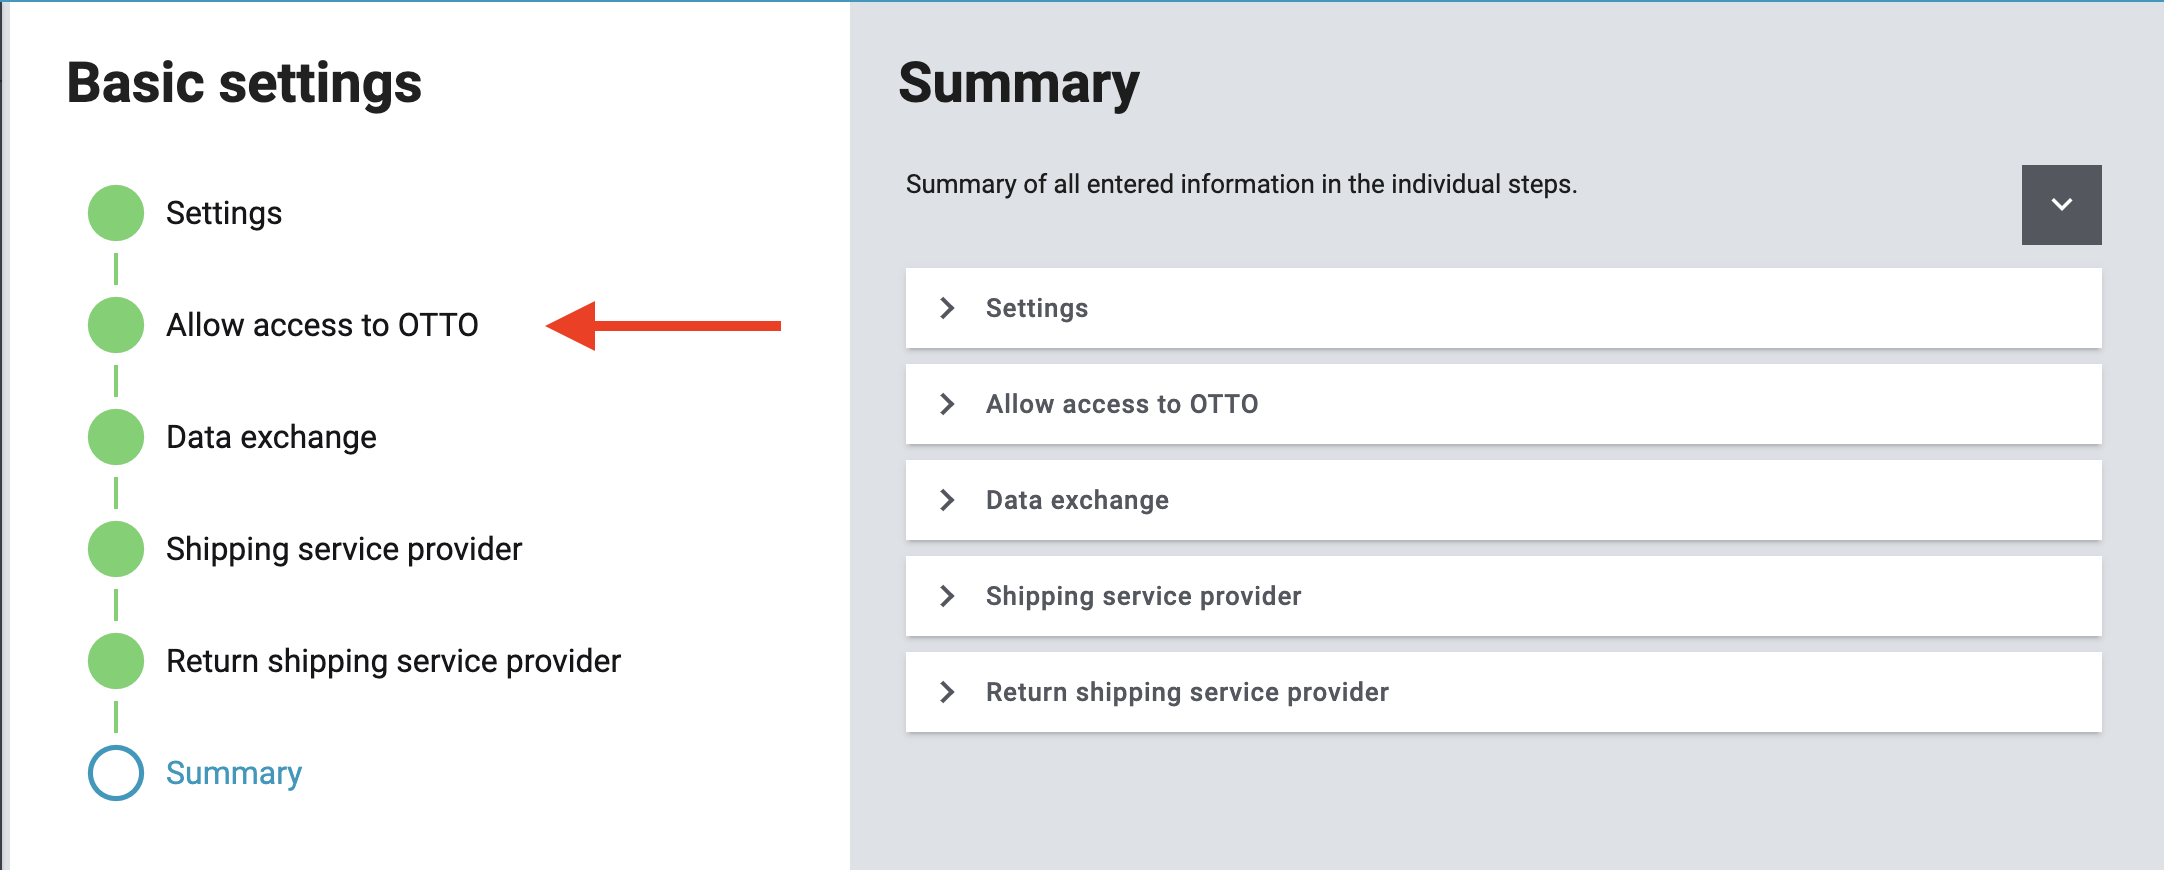 Basic settings
Settings
Allow access to OTTO
Data exchange
Shipping service provider
Return shipping service provider
Summary
Summary
Summary of all entered information in the individual steps.
Settings
Allow access to OTTO
Data exchange
Shipping service provider
Return shipping service provider